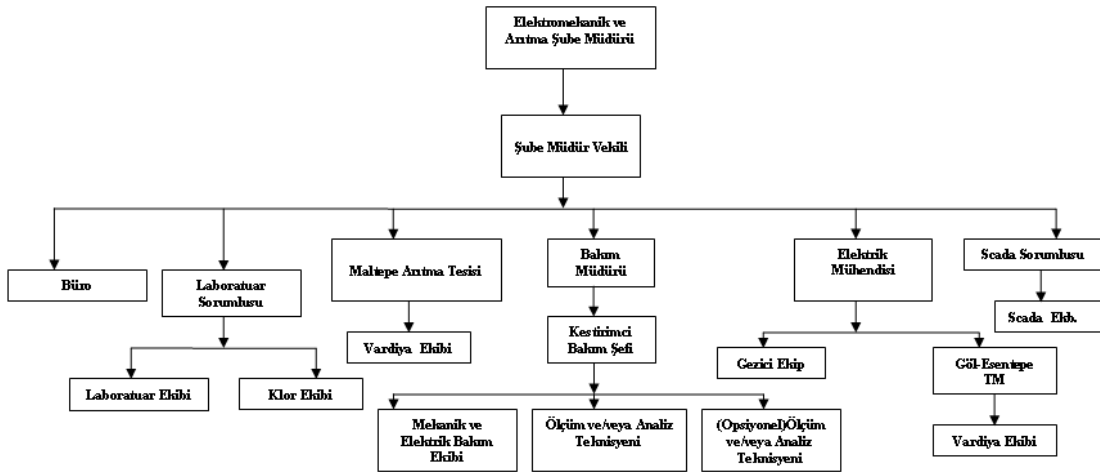 Elektromekanik ve
Arıtma Şube Müdürü
Şube Müdür Vekili
Büro
Laboratuar
Sorumlusu
Maltepe Arıtma Tesisi
Bakım
Müdürü
Elektrik
Mühendisi
Scada Sorumlusu
Laboratuar Ekibi
Klor Ekibi
Vardiya Ekibi
Kestirimci
Bakım Şefi
Gezici Ekip
Göl-Esentepe
TM
Scada Ekb.
Mekanik ve
Elektrik Bakım
Ekibi
Ölçüm ve/veya Analiz
Teknisyeni
(Opsiyonel)Ölçüm
ve/veya Analiz
Teknisyeni
Vardiya Ekibi